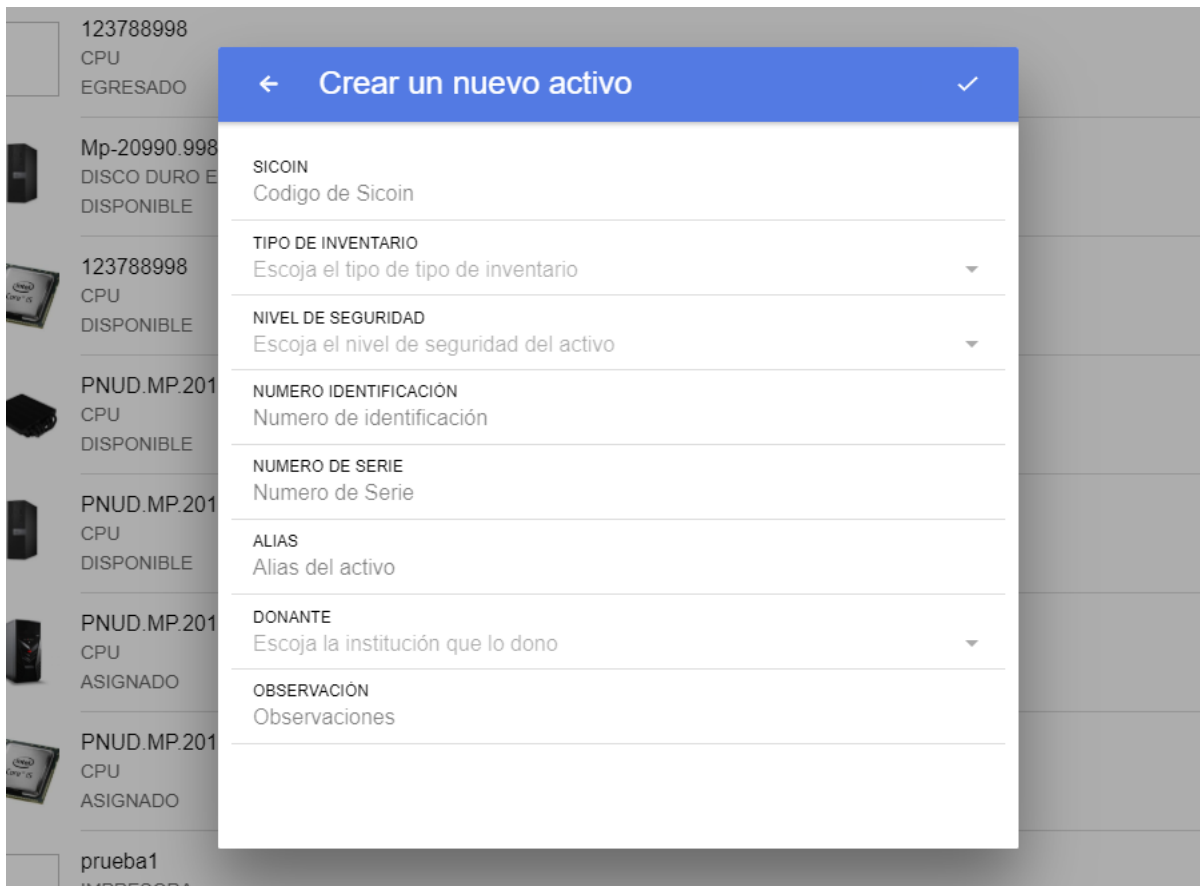 123788998
CPU
EGRESADO
Mp-20990.998
DISCO DURO E
DISPONIBLE
123788998
CPU
DISPONIBLE
PNUD.MP.201
CPU
DISPONIBLE
PNUD.MP.201
CPU
DISPONIBLE
PNUD.MP.201
CPU
ASIGNADO
PNUD.MP.201
CPU
ASIGNADO
prueba1
IMPRESORA
Crear un nuevo activo
SICOIN
Codigo de Sicoin
TIPO DE INVENTARIO
Escoja el tipo de tipo de inventario
NIVEL DE SEGURIDAD
Escoja el nivel de seguridad del activo
NUMERO IDENTIFICACIÓN
Numero de identificación
NUMERO DE SERIE
Numero de Serie
ALIAS
Alias del activo
DONANTE
Escoja la institución que lo dono
OBSERVACIÓN
Observaciones